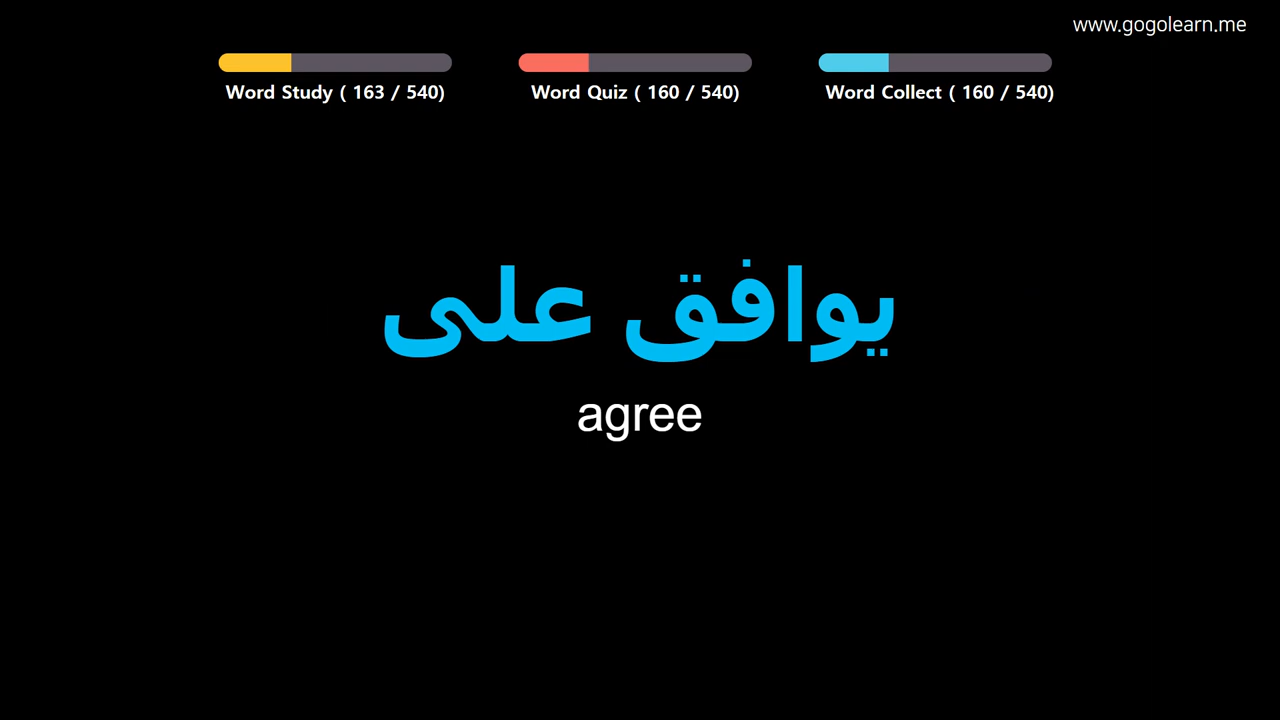 www.gogolearn.me
Word Study ( 163 / 540)
Word Quiz ( 160 / 540)
Word Collect ( 160 / 540)
يوافق على
agree